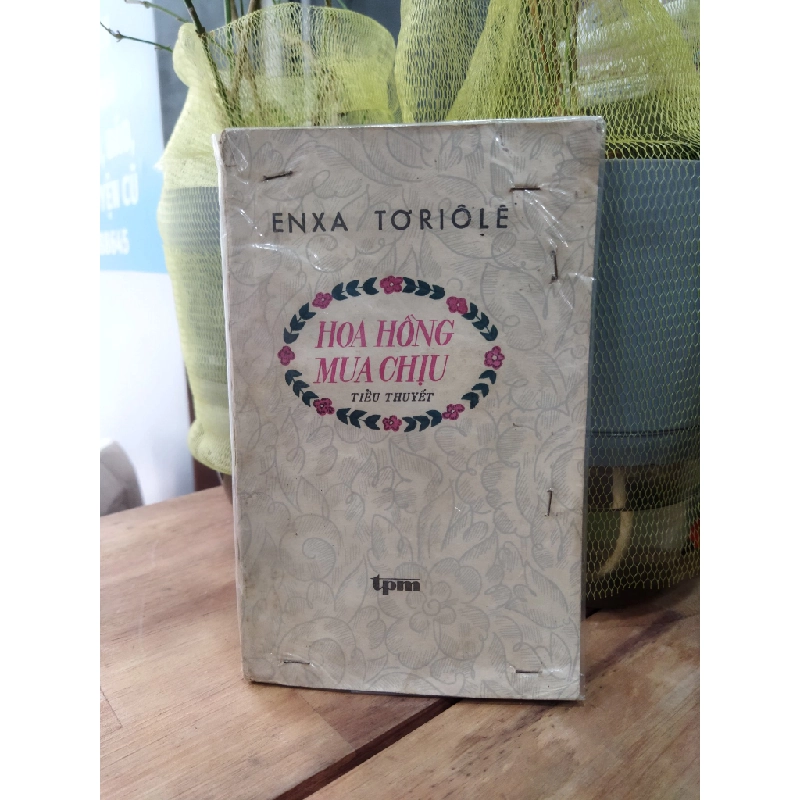 ENXA TƠRIÔLÊ
HOA HỒNG
MUA CHỊU
TIỂU THUYẾT
tpm